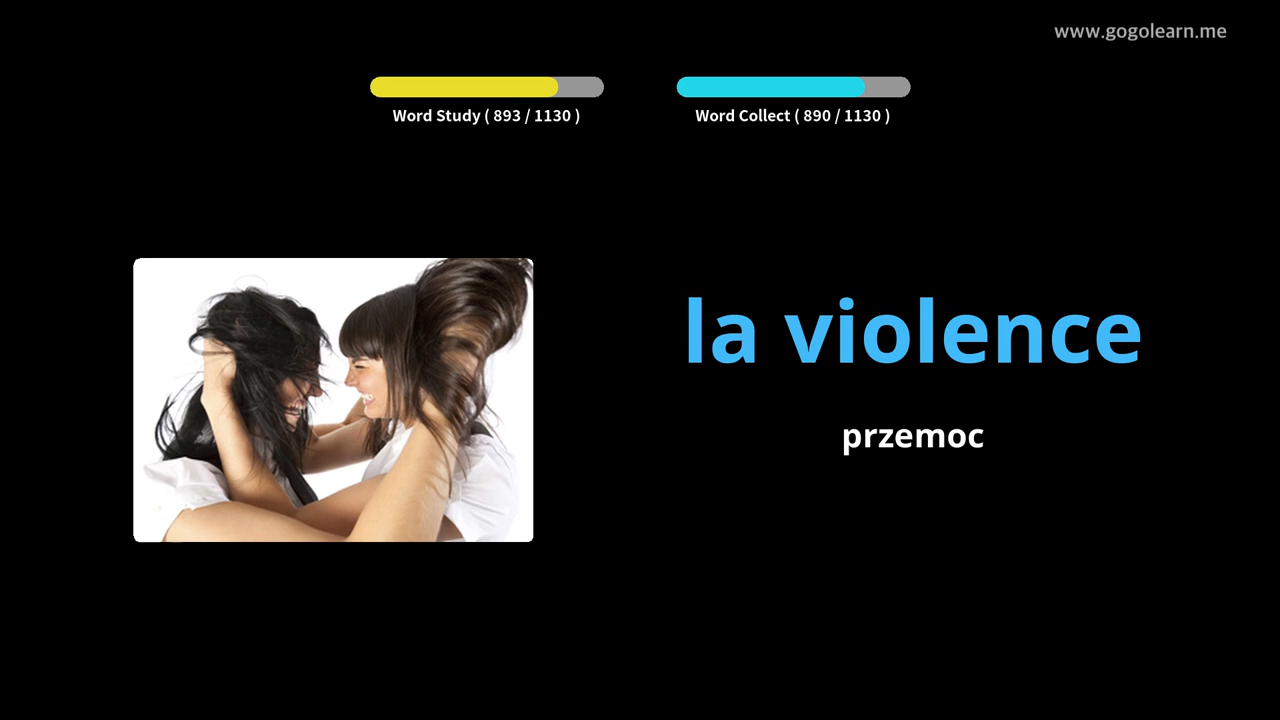 www.gogolearn.me
Word Study ( 893 / 1130 )
Word Collect ( 890 / 1130 )
la violence
przemoc